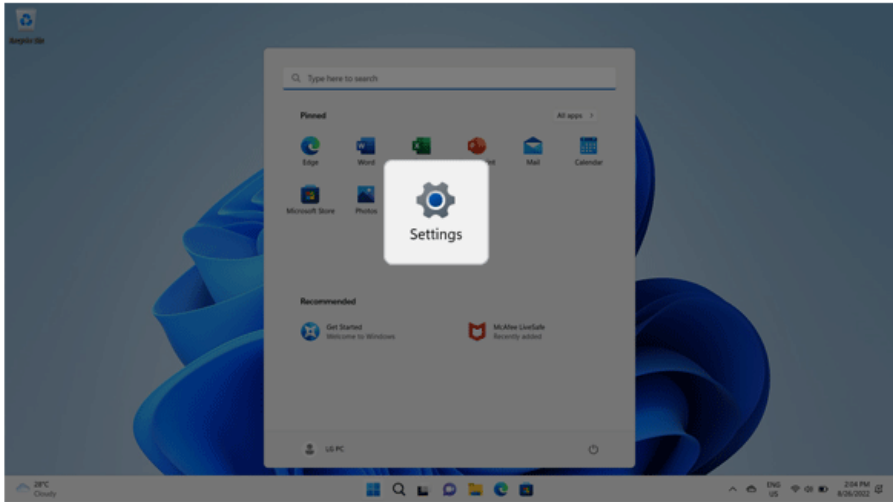 Recycle Bin
Type here to search
Pinned
All apps
Edge
Word
Mail
Calendar
Microsoft Store
Photos
Settings
Recommended
Get Started
Welcome to Windows
McAfee LiveSafe
Recently added
LG PC
28°C
Cloudy
ENG
US
2:04 PM
8/26/2022